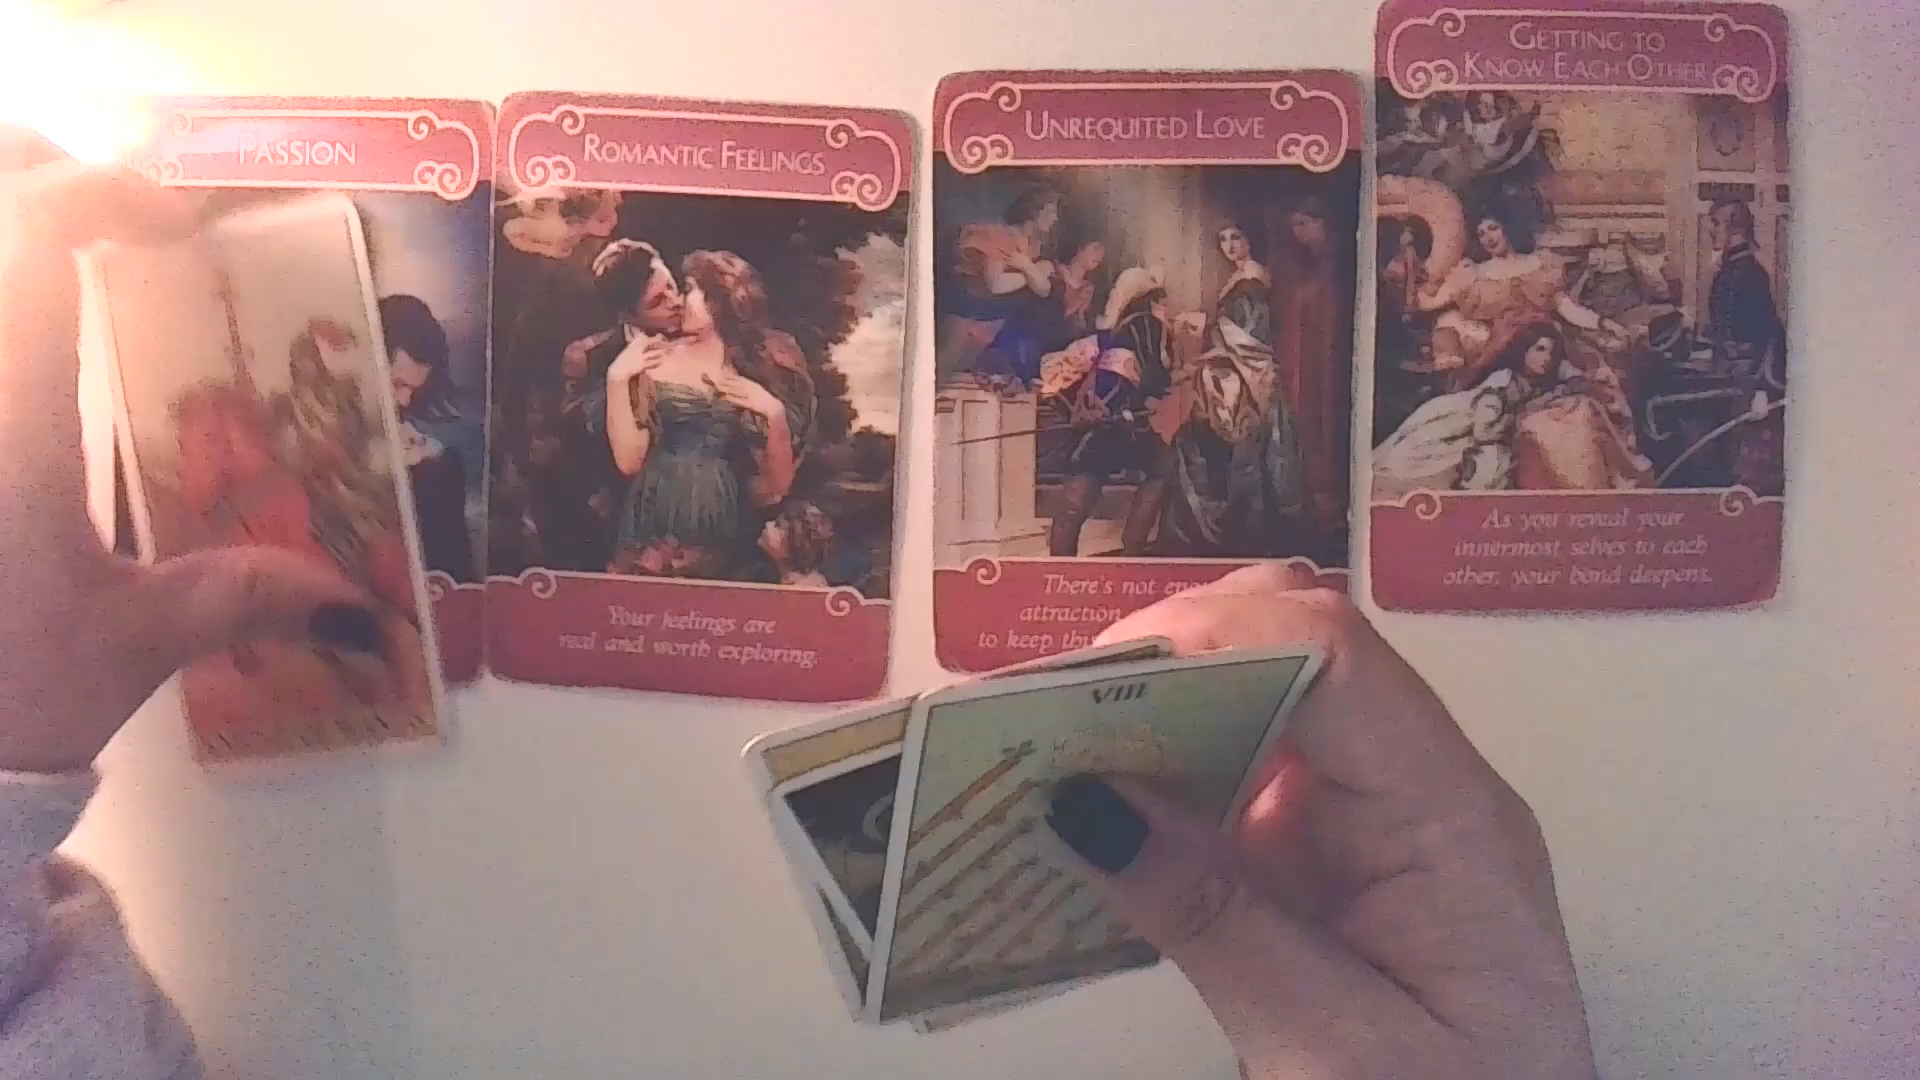 PASSION
ROMANTIC FEELINGS
Your feelings are
real and worth exploring.
UNREQUITED LOVE
There's not
attraction
to keep
GETTING TO
KNOW EACH OTHER
As you reveal your
innermost selves to each
other, your bond deepens.
VIII